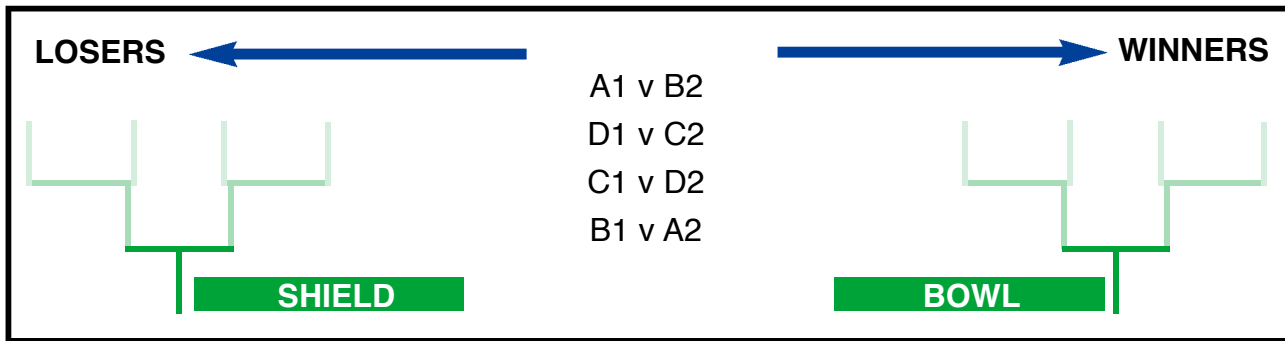 LOSERS
WINNERS
A1 v B2
D1 v C2
C1 v D2
B1 v A2
SHIELD
BOWL